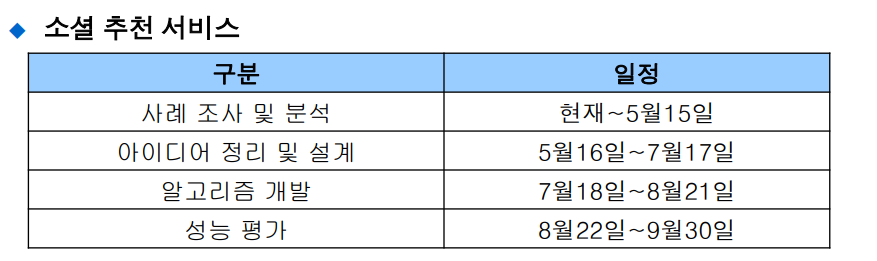 소셜 추천 서비스
구분 일정
사례 조사 및 분석 현재~5월15일
아이디어 정리 및 설계 5월16일~7월17일
알고리즘 개발 7월18일~8월21일
성능 평가 8월22일~9월30일